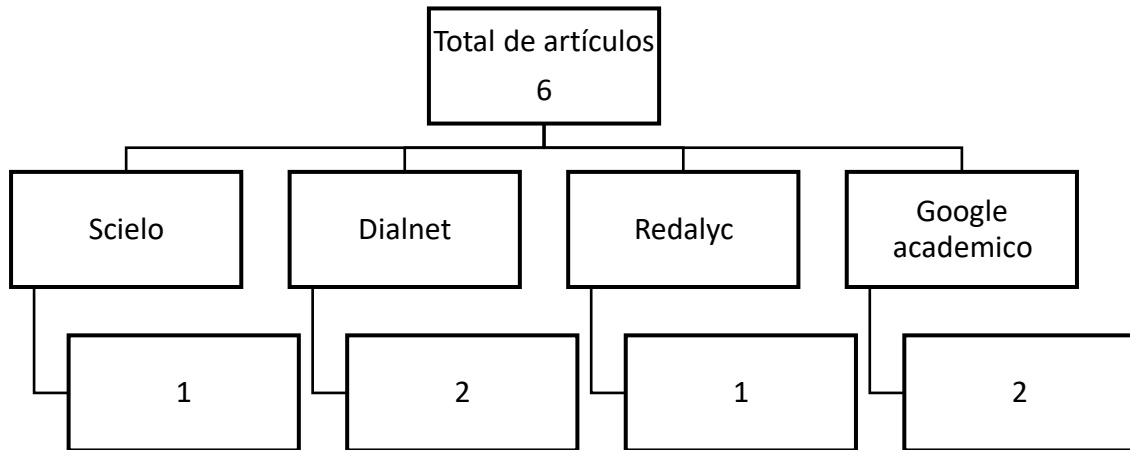 Total de artículos
6
Scielo
Dialnet
Redalyc
Google
academico
1
2
1
2